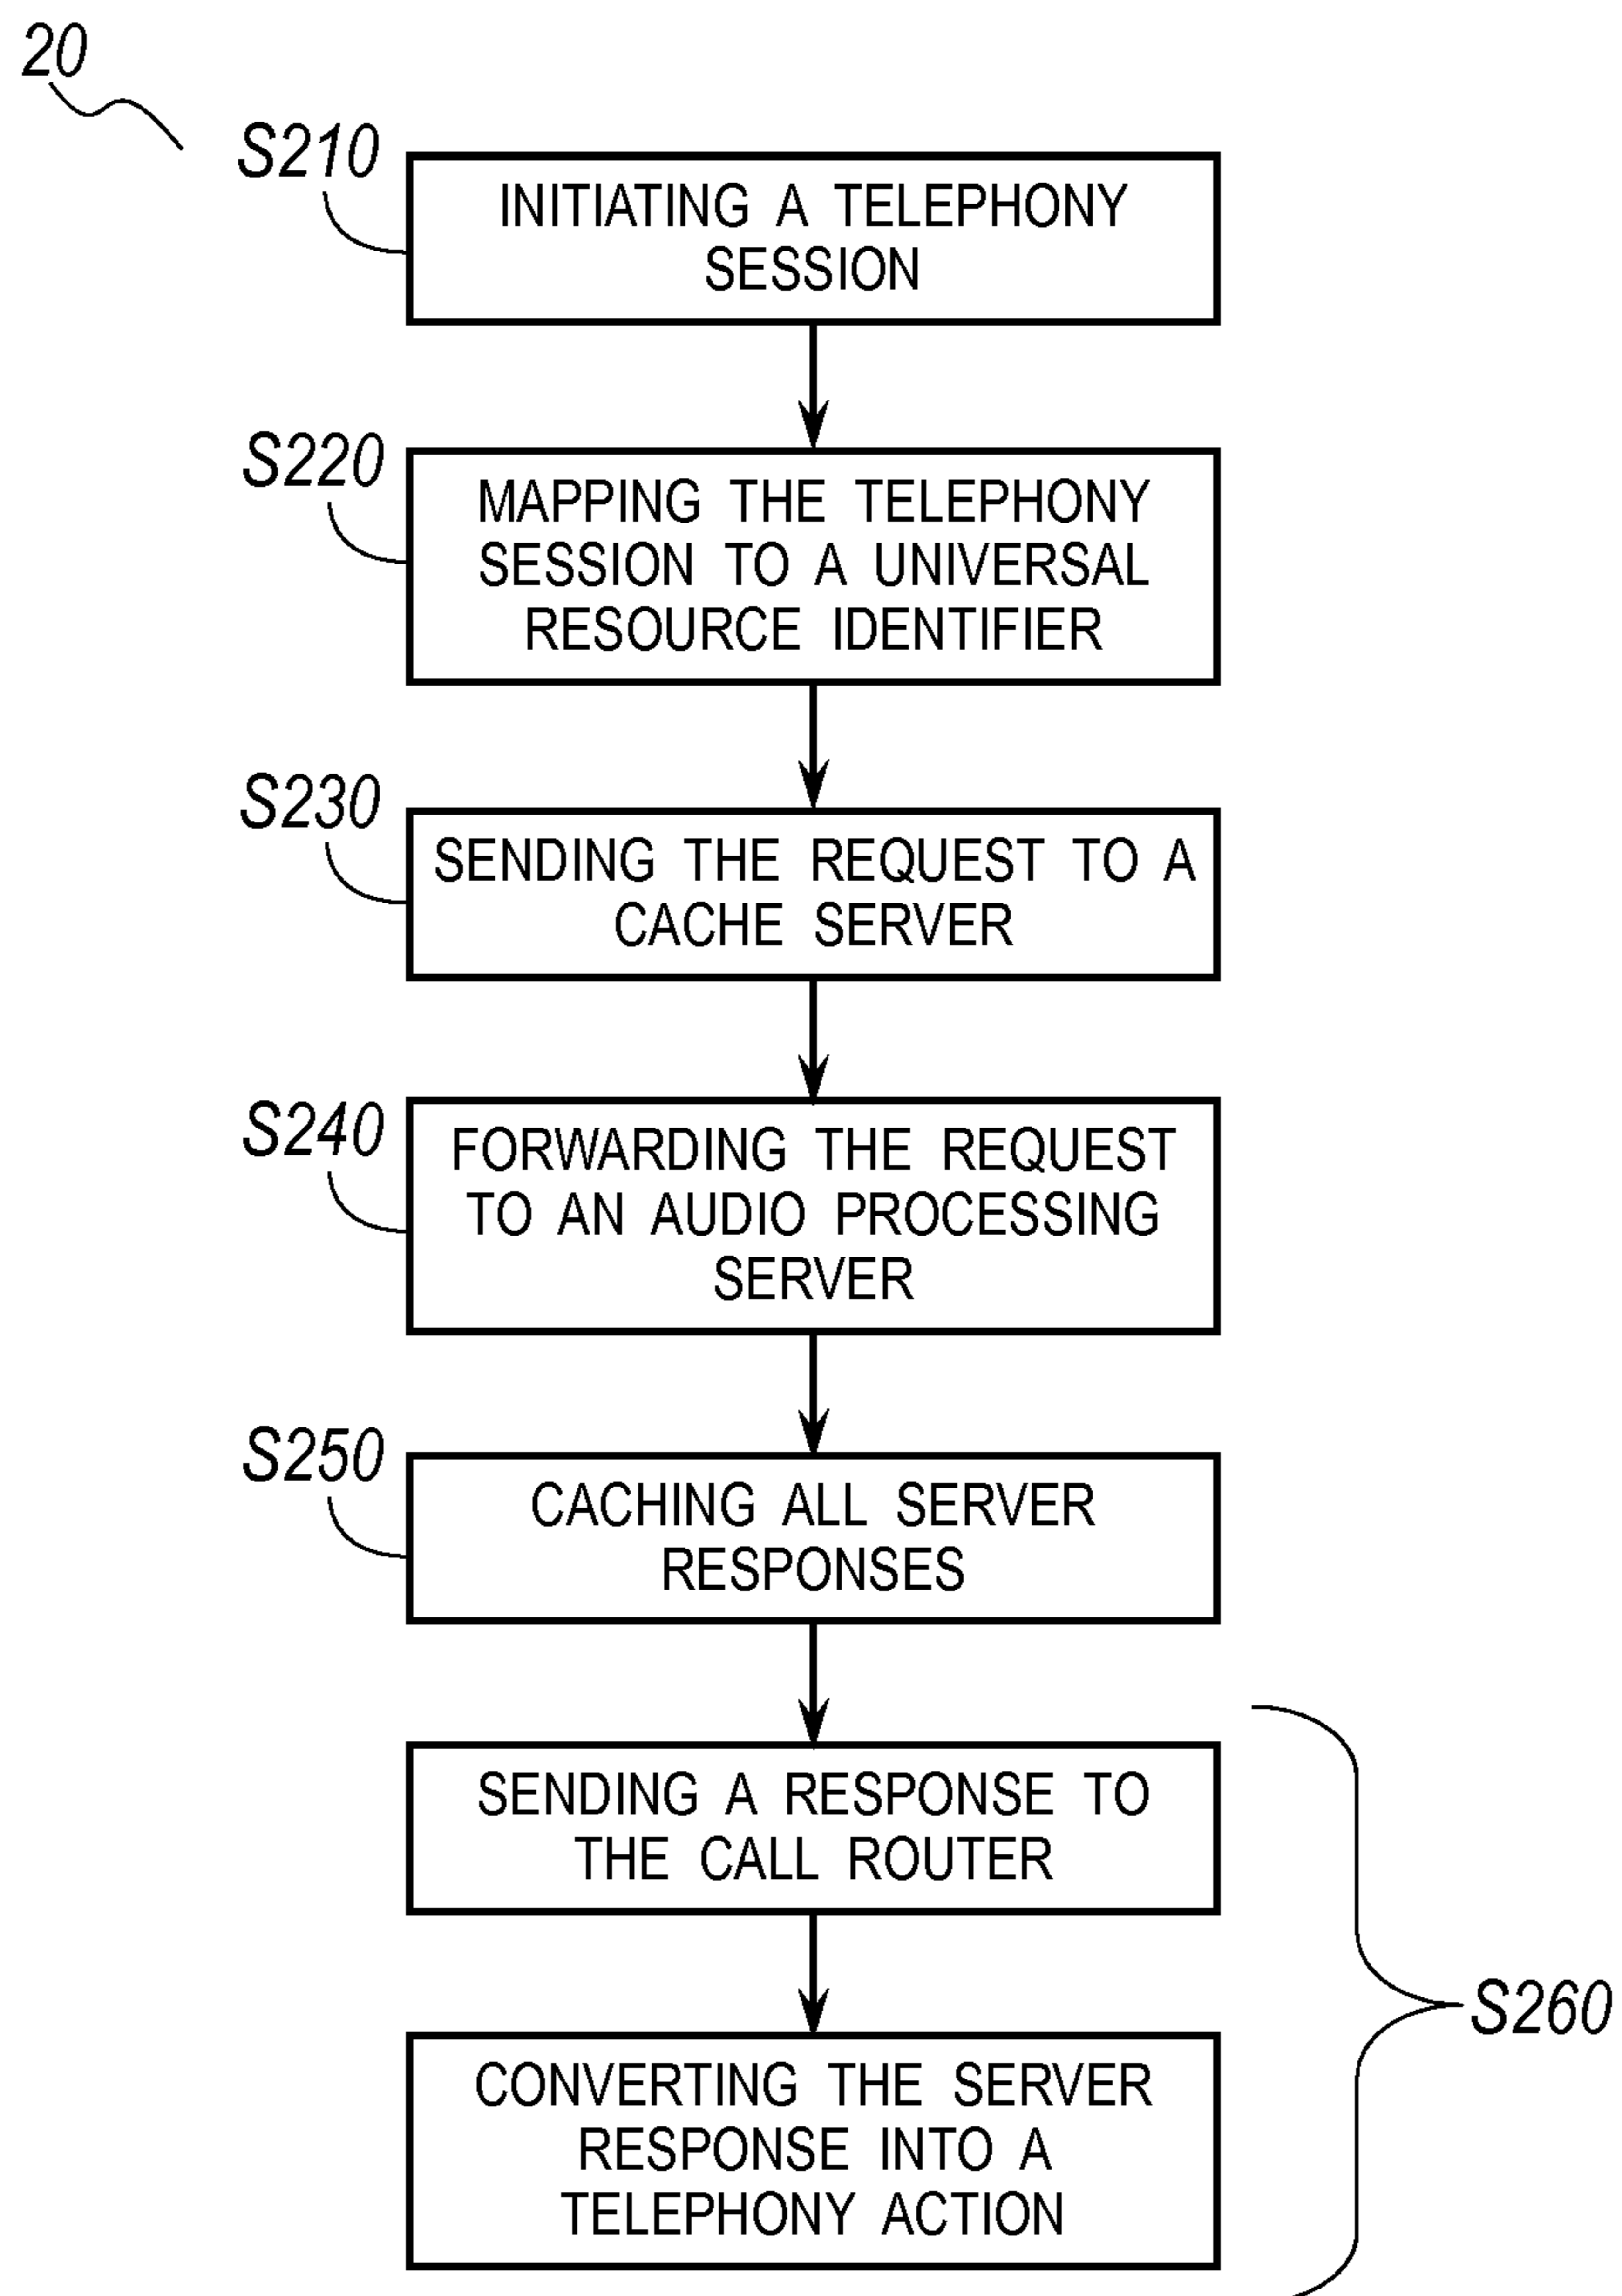 20
S210
INITIATING A TELEPHONY
SESSION
S220
MAPPING THE TELEPHONY
SESSION TO A UNIVERSAL
RESOURCE IDENTIFIER
S230
SENDING THE REQUEST TO A
CACHE SERVER
S240
FORWARDING THE REQUEST
TO AN AUDIO PROCESSING
SERVER
S250
CACHING ALL SERVER
RESPONSES
SENDING A RESPONSE TO
THE CALL ROUTER
S260
CONVERTING THE SERVER
RESPONSE INTO A
TELEPHONY ACTION